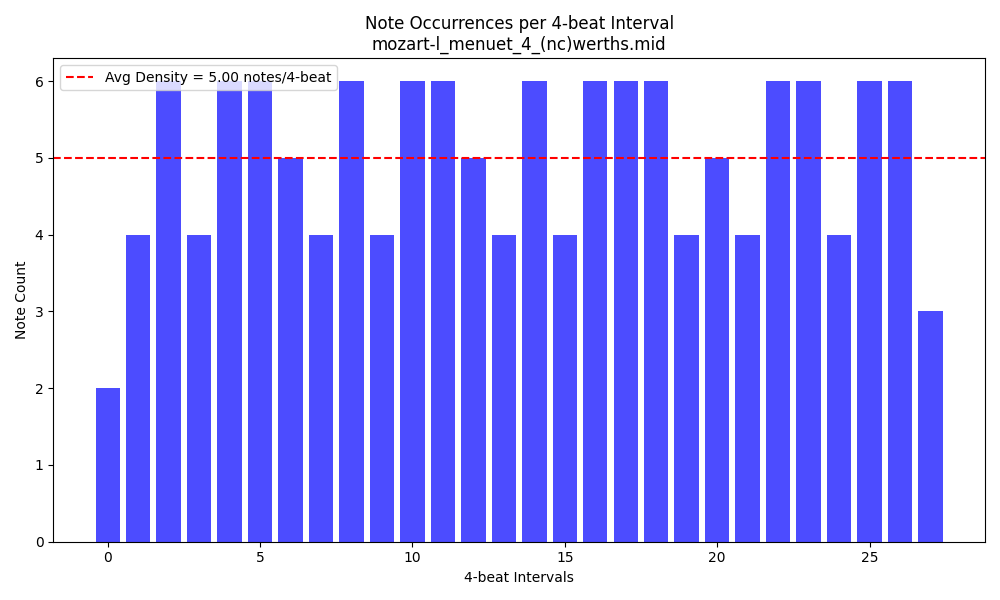 Note Occurrences per 4-beat Interval
mozart-l_menuet_4_(nc)werths.mid
Avg Density = 5.00 notes/4-beat
6
5
4
3
2
1
0
Note Count
0 5 10 15 20 25
4-beat Intervals